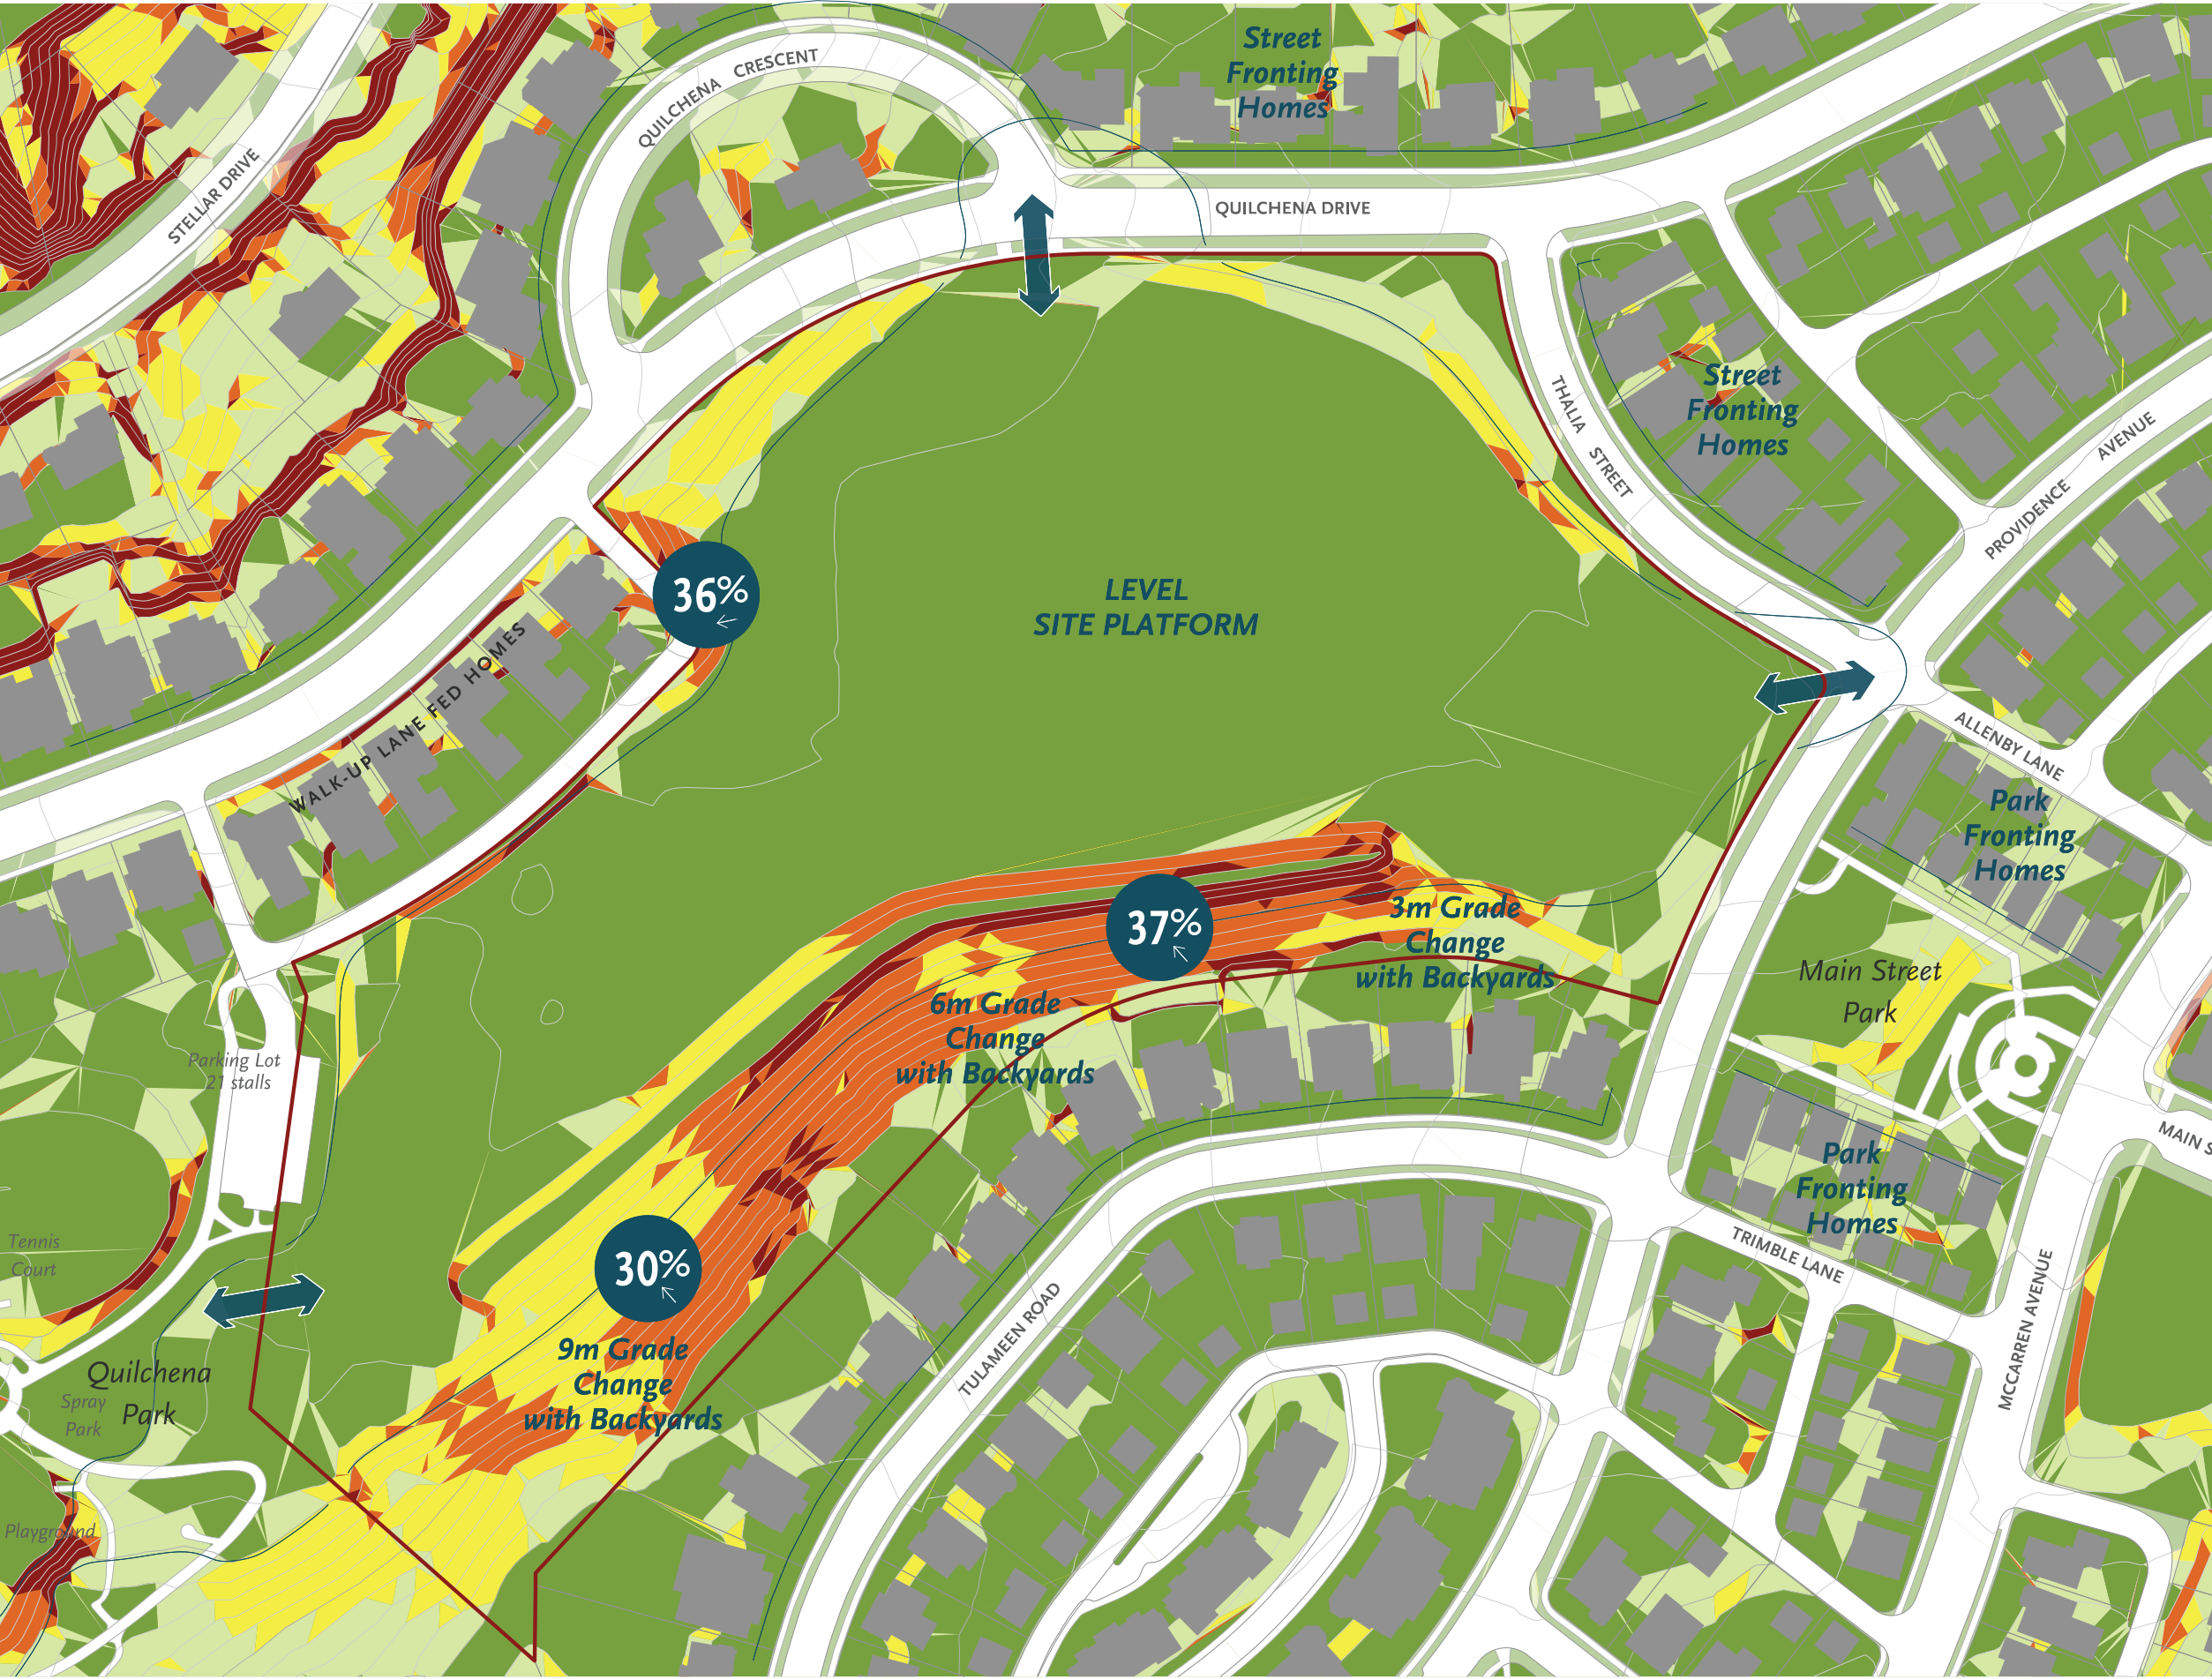 Street
Fronting
Homes
QUILCHENA CRESCENT
STELLAR DRIVE
QUILCHENA DRIVE
THALIA STREET
Street
Fronting
Homes
PROVIDENCE AVENUE
36%
LEVEL
SITE PLATFORM
WALK-UP LANE FED HOMES
ALLENBY LANE
Park
Fronting
Homes
37%
3m Grade
Change
with Backyards
Main Street
Park
6m Grade
Change
with Backyards
Parking Lot
21 stalls
MAIN S
Park
Fronting
Homes
Tennis
Court
30%
TRIMBLE LANE
9m Grade
Change
with Backyards
TULAMEEN ROAD
MCCARREN AVENUE
Quilchena
Park
Spray
Park
Playground